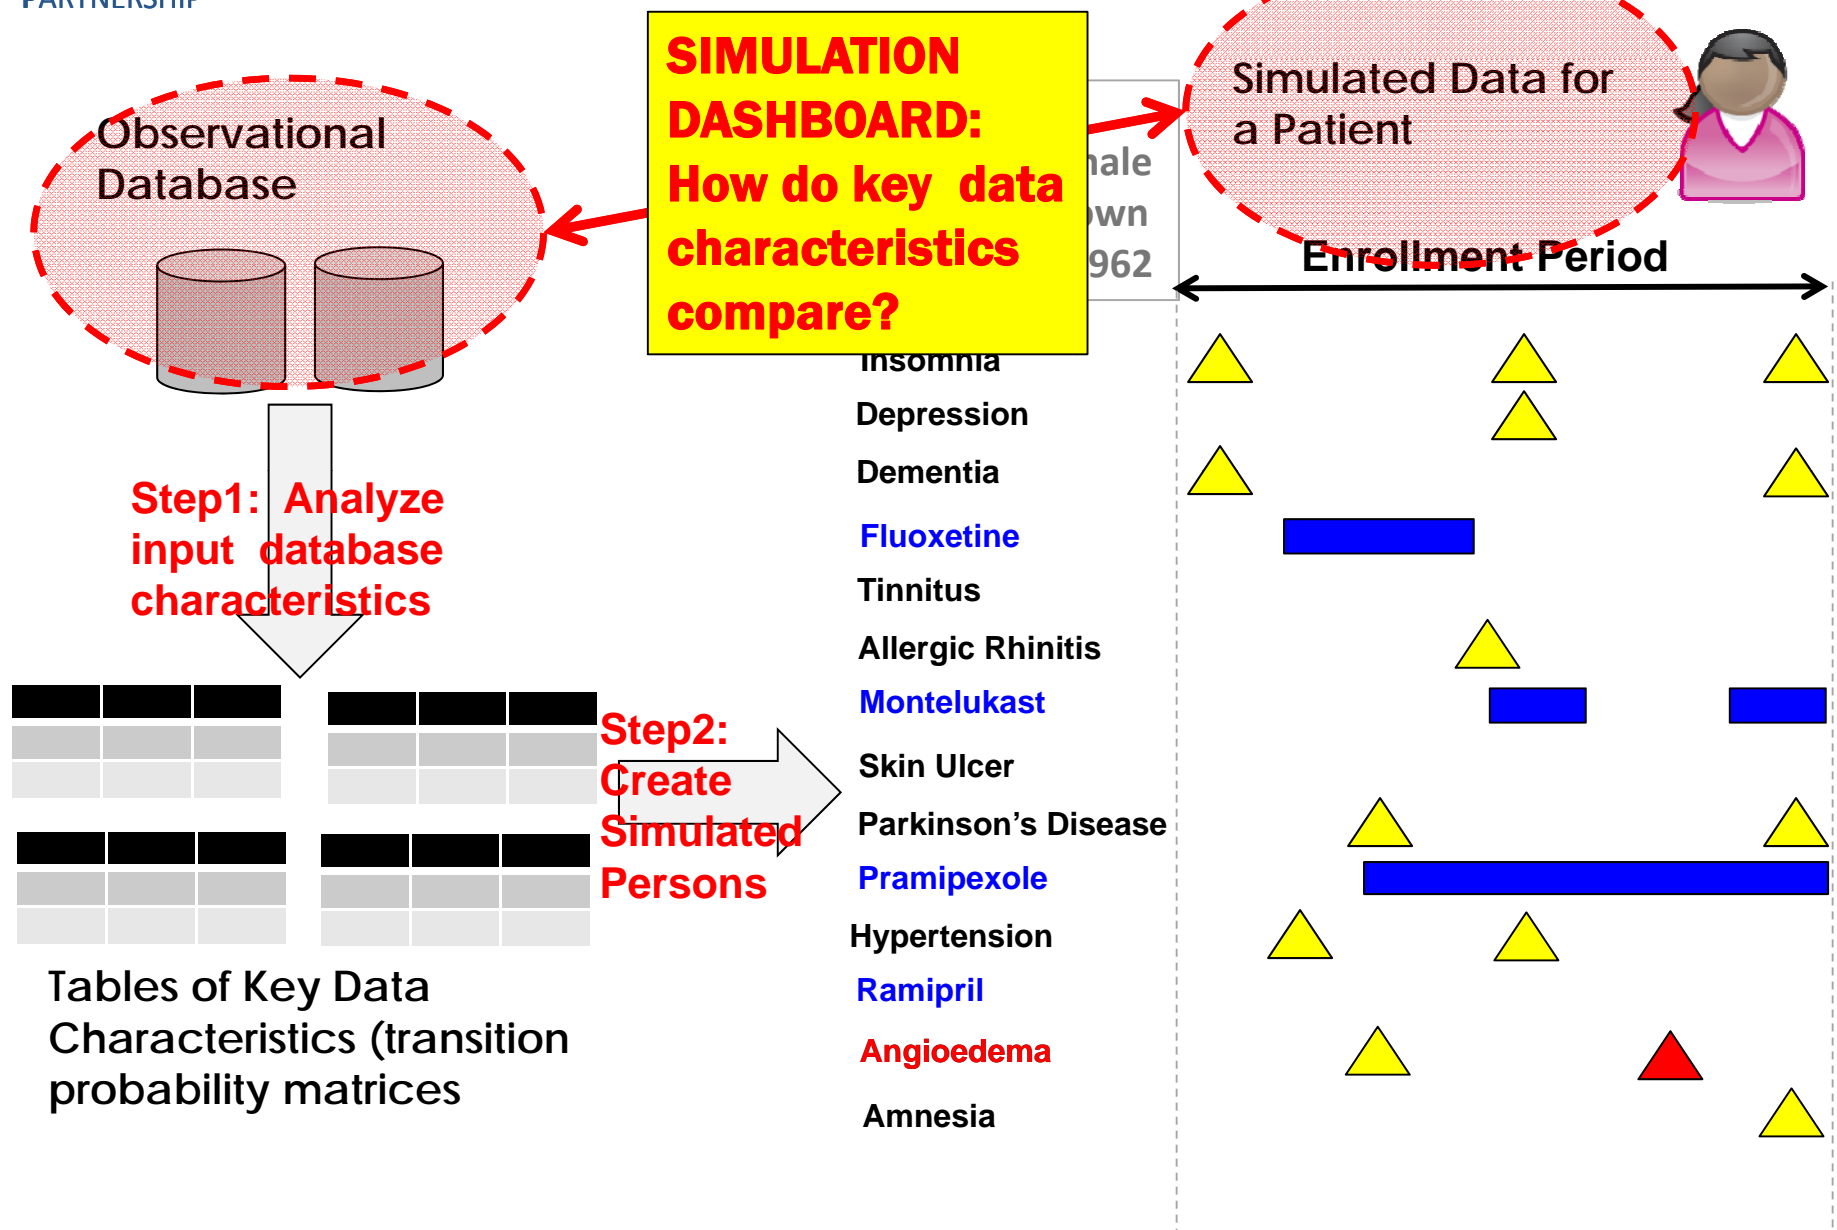 PARTNERSHIP
Observational
Database
SIMULATION
DASHBOARD:
How do key data
characteristics
compare?
962
Simulated Data for
a Patient
Enrollment Period
Insomnia
Depression
Dementia
Fluoxetine
Tinnitus
Allergic Rhinitis
Montelukast
Skin Ulcer
Parkinson’s Disease
Pramipexole
Hypertension
Ramipril
Angioedema
Amnesia
Step1: Analyze
input database
characteristics
Step2:
Create
Simulated
Persons
Tables of Key Data
Characteristics (transition
probability matrices